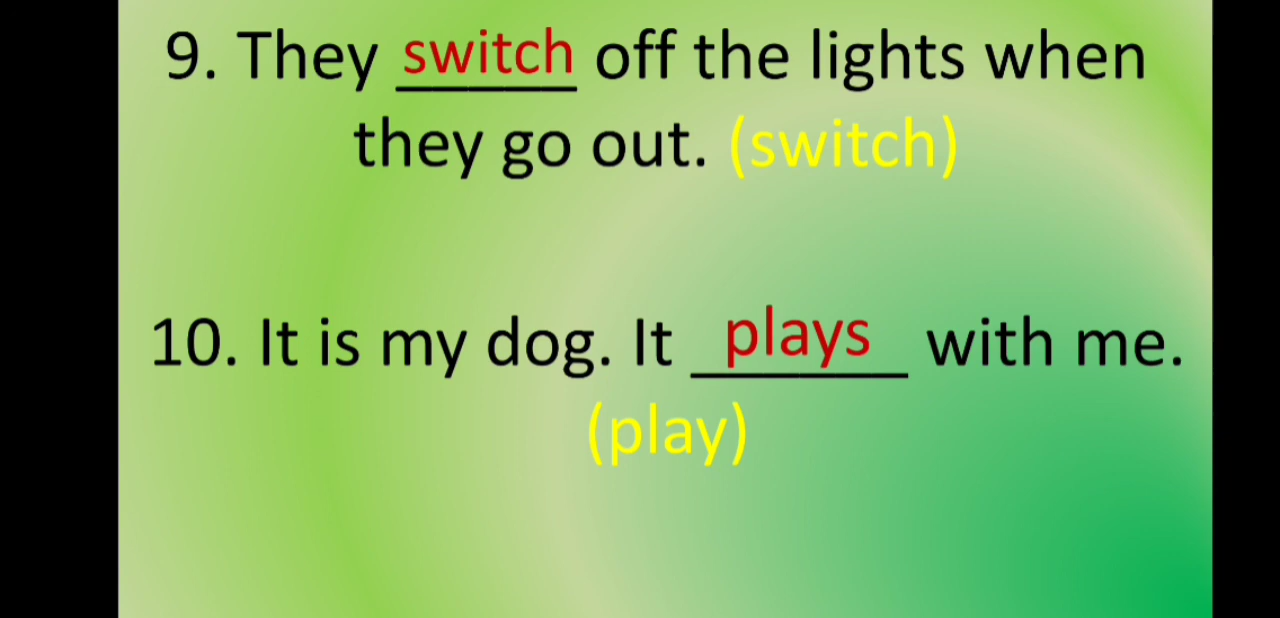 9. They switch off the lights when
they go out. (switch)
10. It is my dog. It plays with me.
(play)